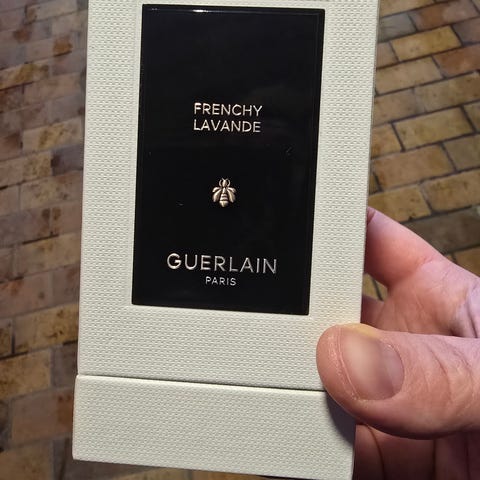 FRENCHY
LAVANDE
GUERLAIN
PARIS